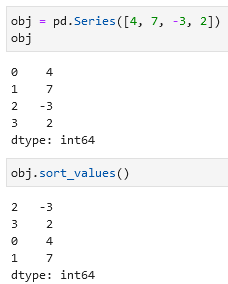 obj = pd.Series([4, 7, -3, 2])
obj
0    4
1    7
2   -3
3    2
dtype: int64
obj.sort_values()
2   -3
3    2
0    4
1    7
dtype: int64